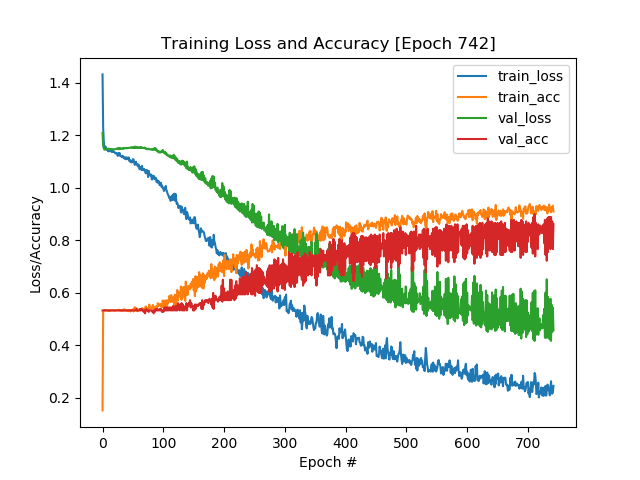 Training Loss and Accuracy [Epoch 742]
train_loss
train_acc
val_loss
val_acc
Loss/Accuracy
1.4
1.2
1.0
0.8
0.6
0.4
0.2
0
100
200
300
400
500
600
700
Epoch #